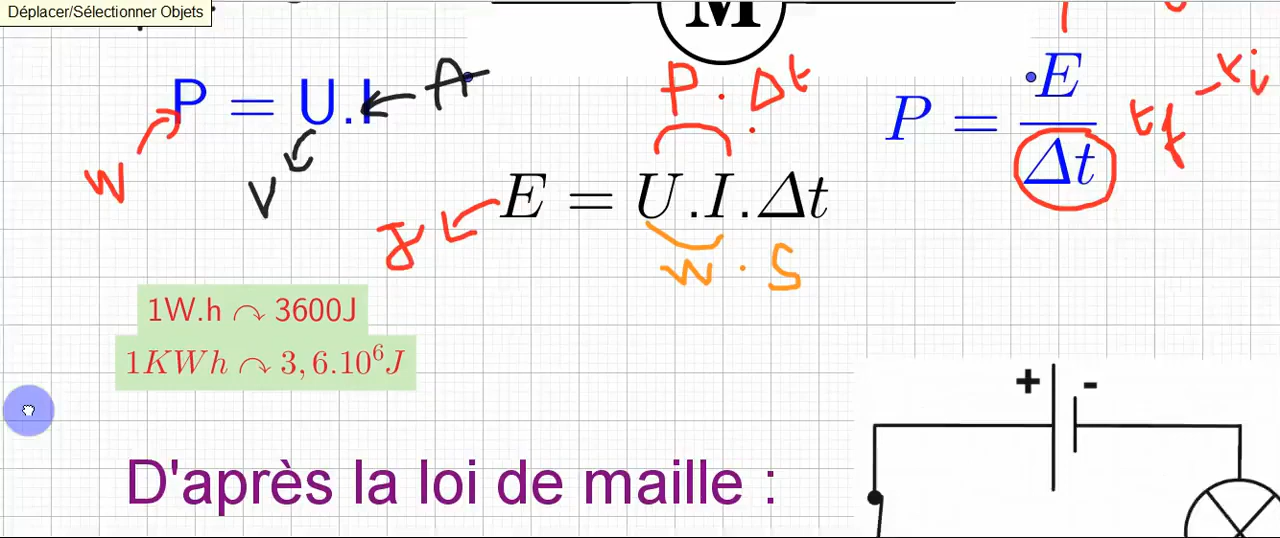 Déplacer/Sélectionner Objets
M
P = U.I
A
W
V
P . Δt
E = U.I.Δt
J
W . S
P = E / Δt
tf - ti
1W.h ↷ 3600J
1KWh ↷ 3,6.10⁶J
+ -
D'après la loi de maille :